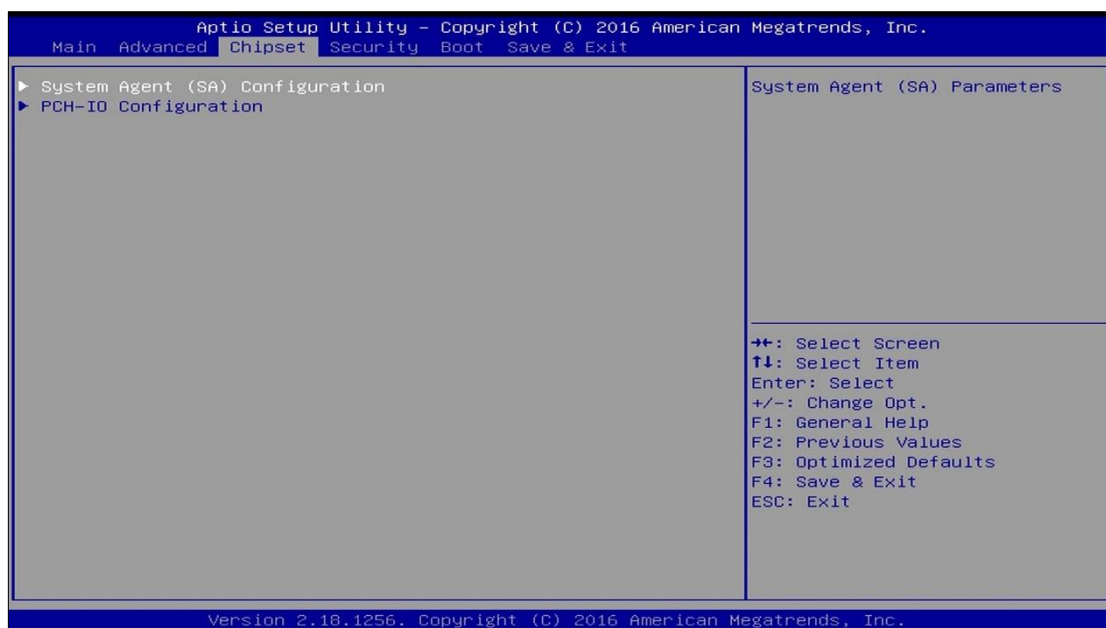 Aptio Setup Utility – Copyright (C) 2016 American Megatrends, Inc.
Main Advanced Chipset Security Boot Save & Exit
▶ System Agent (SA) Configuration
▶ PCH-IO Configuration
System Agent (SA) Parameters
→←: Select Screen
↑↓: Select Item
Enter: Select
+/-: Change Opt.
F1: General Help
F2: Previous Values
F3: Optimized Defaults
F4: Save & Exit
ESC: Exit
Version 2.18.1256. Copyright (C) 2016 American Megatrends, Inc.